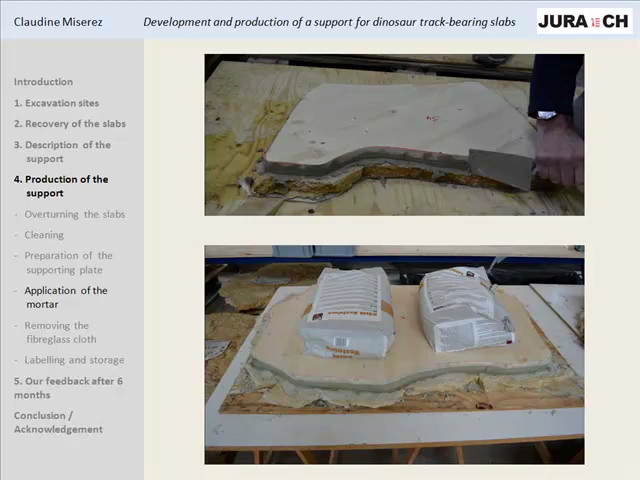 Claudine Miserez
Development and production of a support for dinosaur track-bearing slabs
JURA CH
Introduction
1. Excavation sites
2. Recovery of the slabs
3. Description of the
support
4. Production of the
support
- Overturning the slabs
- Cleaning
- Preparation of the
supporting plate
- Application of the
mortar
- Removing the
fibreglass cloth
- Labelling and storage
5. Our feedback after 6
months
Conclusion /
Acknowledgement